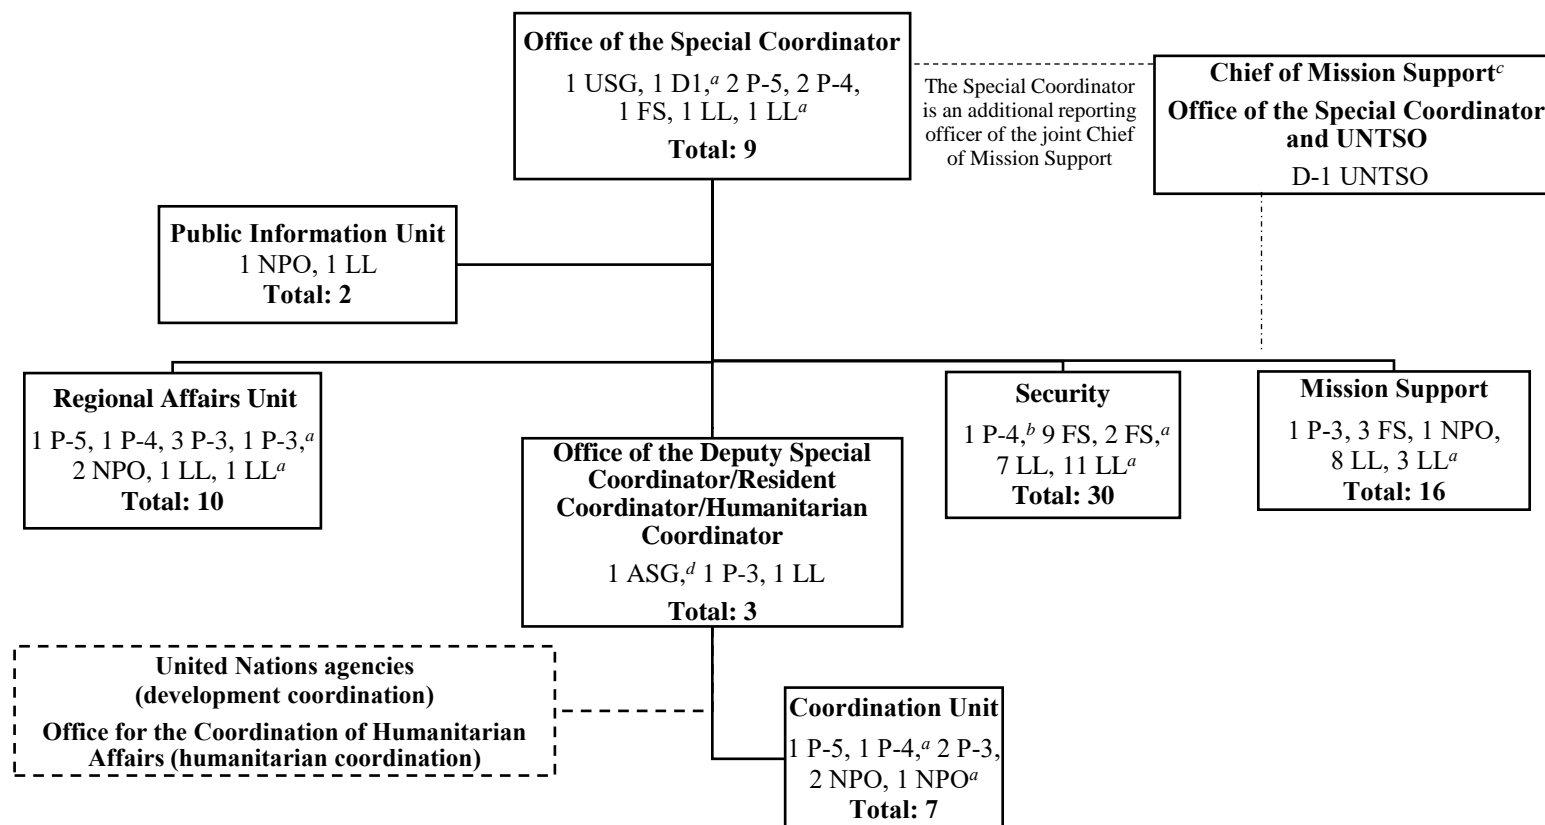 Office of the Special Coordinator
1 USG, 1 D1,a 2 P-5, 2 P-4,
1 FS, 1 LL, 1 LLa
Total: 9
The Special Coordinator
is an additional reporting
officer of the joint Chief
of Mission Support
Chief of Mission Supportc
Office of the Special Coordinator
and UNTSO
D-1 UNTSO
Public Information Unit
1 NPO, 1 LL
Total: 2
Regional Affairs Unit
1 P-5, 1 P-4, 3 P-3, 1 P-3,a
2 NPO, 1 LL, 1 LLa
Total: 10
Office of the Deputy Special
Coordinator/Resident
Coordinator/Humanitarian
Coordinator
1 ASG,d 1 P-3, 1 LL
Total: 3
Security
1 P-4,b 9 FS, 2 FS,a
7 LL, 11 LLa
Total: 30
Mission Support
1 P-3, 3 FS, 1 NPO,
8 LL, 3 LLa
Total: 16
United Nations agencies
(development coordination)
Office for the Coordination of Humanitarian
Affairs (humanitarian coordination)
Coordination Unit
1 P-5, 1 P-4,a 2 P-3,
2 NPO, 1 NPOa
Total: 7